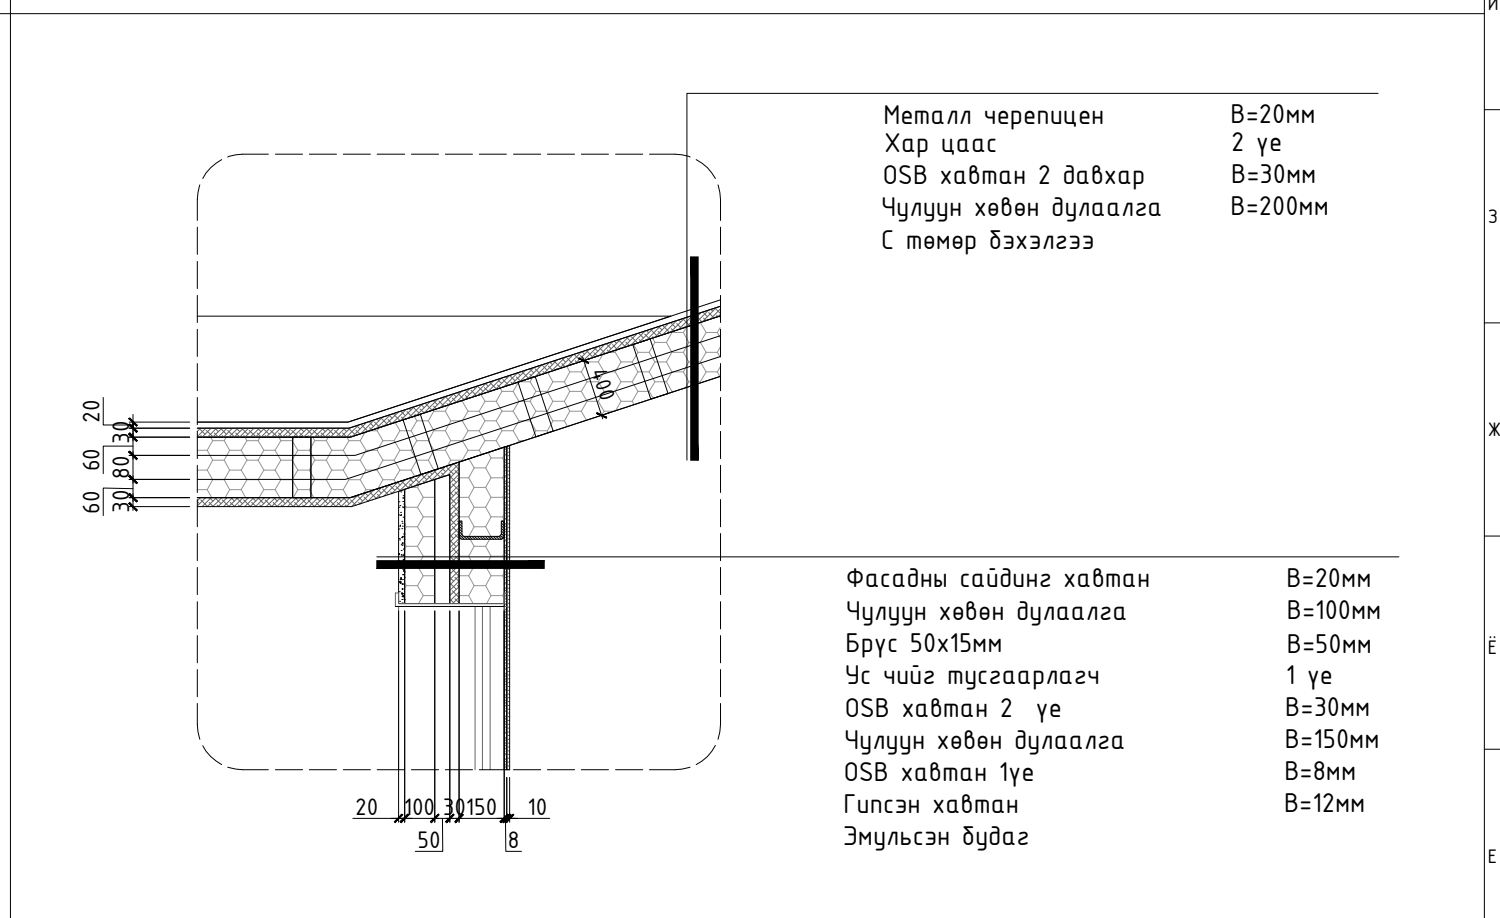 И
Металл черепицен В=20мм
Хар цаас 2 үе
OSB хавтан 2 давхар В=30мм
Чулуун хөвөн дулаалга В=200мм
С төмөр бэхэлгээ
З
400
20
30
60
80
60
30
Ж
Фасадны сайдинг хавтан В=20мм
Чулуун хөвөн дулаалга В=100мм
Брус 50х15мм В=50мм
Ус чийг тусгаарлагч 1 үе
OSB хавтан 2 үе В=30мм
Чулуун хөвөн дулаалга В=150мм
OSB хавтан 1үе В=8мм
Гипсэн хавтан В=12мм
Эмульсэн будаг
Ё
Е
20 100 30 150 10
50 8